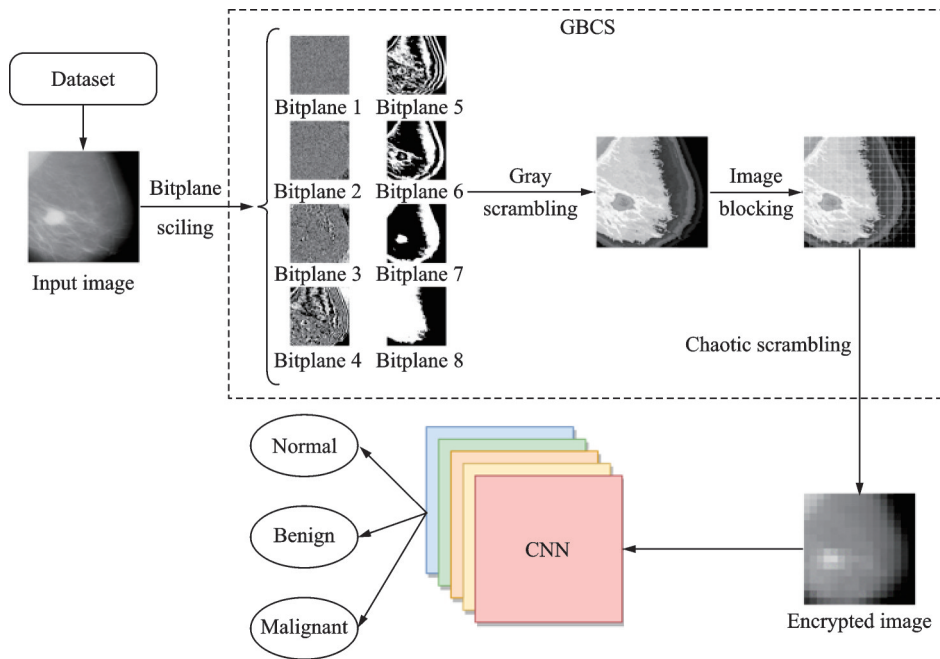 GBCS
Dataset
Input image
Bitplane
sciling
Bitplane 1
Bitplane 5
Bitplane 2
Bitplane 6
Bitplane 3
Bitplane 7
Bitplane 4
Bitplane 8
Gray
scrambling
Image
blocking
Chaotic scrambling
Encrypted image
CNN
Normal
Benign
Malignant